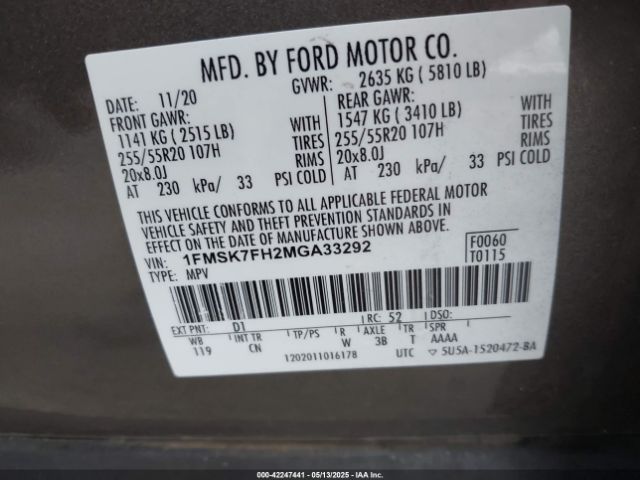 MFD. BY FORD MOTOR CO.
DATE: 11/20 GVWR: 2635 KG ( 5810 LB)
FRONT GAWR: REAR GAWR:
1141 KG ( 2515 LB) WITH 1547 KG ( 3410 LB) WITH
255/55R20 107H TIRES 255/55R20 107H TIRES
20x8.0J RIMS 20x8.0J RIMS
AT 230 kPa/ 33 PSI COLD AT 230 kPa/ 33 PSI COLD
THIS VEHICLE CONFORMS TO ALL APPLICABLE FEDERAL MOTOR
VEHICLE SAFETY AND THEFT PREVENTION STANDARDS IN
EFFECT ON THE DATE OF MANUFACTURE SHOWN ABOVE.
VIN: 1FMSK7FH2MGA33292 F0060
TYPE: MPV T0115
EXT PNT: D1 RC: 52 DSO:
WB INT TR TP/PS R AXLE TR SPR
119 CN W 3B T AAAA
1202011016178 UTC ▽ 5U5A-1520472-BA
000-42247441 - 05/13/2025 - IAA Inc.